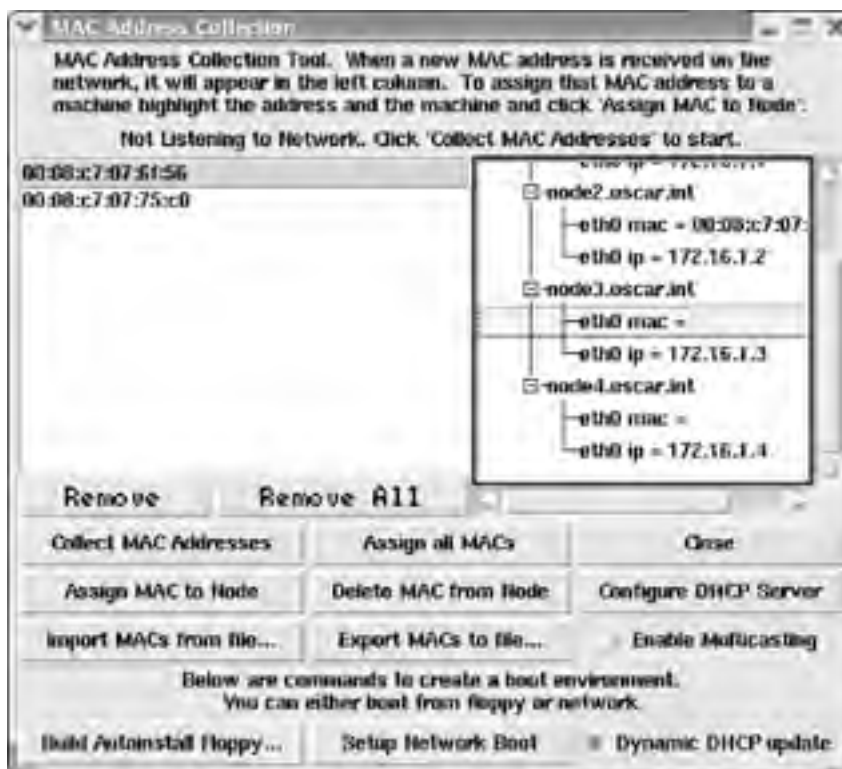 MAC Address Collection
MAC Address Collection Tool. When a new MAC address is received on the
network, it will appear in the left column. To assign that MAC address to a
machine highlight the address and the machine and click 'Assign MAC to Node'.
Not Listening to Network. Click 'Collect MAC Addresses' to start.
00:08:c7:07:6f:56
00:08:c7:07:75:c0
node2.oscar.int
eth0 mac = 00:08:c7:07:
eth0 ip = 172.16.1.2
node3.oscar.int
eth0 mac =
eth0 ip = 172.16.1.3
node4.oscar.int
eth0 mac =
eth0 ip = 172.16.1.4
Remove
Remove All
Collect MAC Addresses
Assign all MACs
Close
Assign MAC to Node
Delete MAC from Node
Configure DHCP Server
Import MACs from file...
Export MACs to file...
Enable Multicasting
Below are commands to create a boot environment.
You can either boot from floppy or network.
Build Autoinstall Floppy...
Setup Network Boot
Dynamic DHCP update